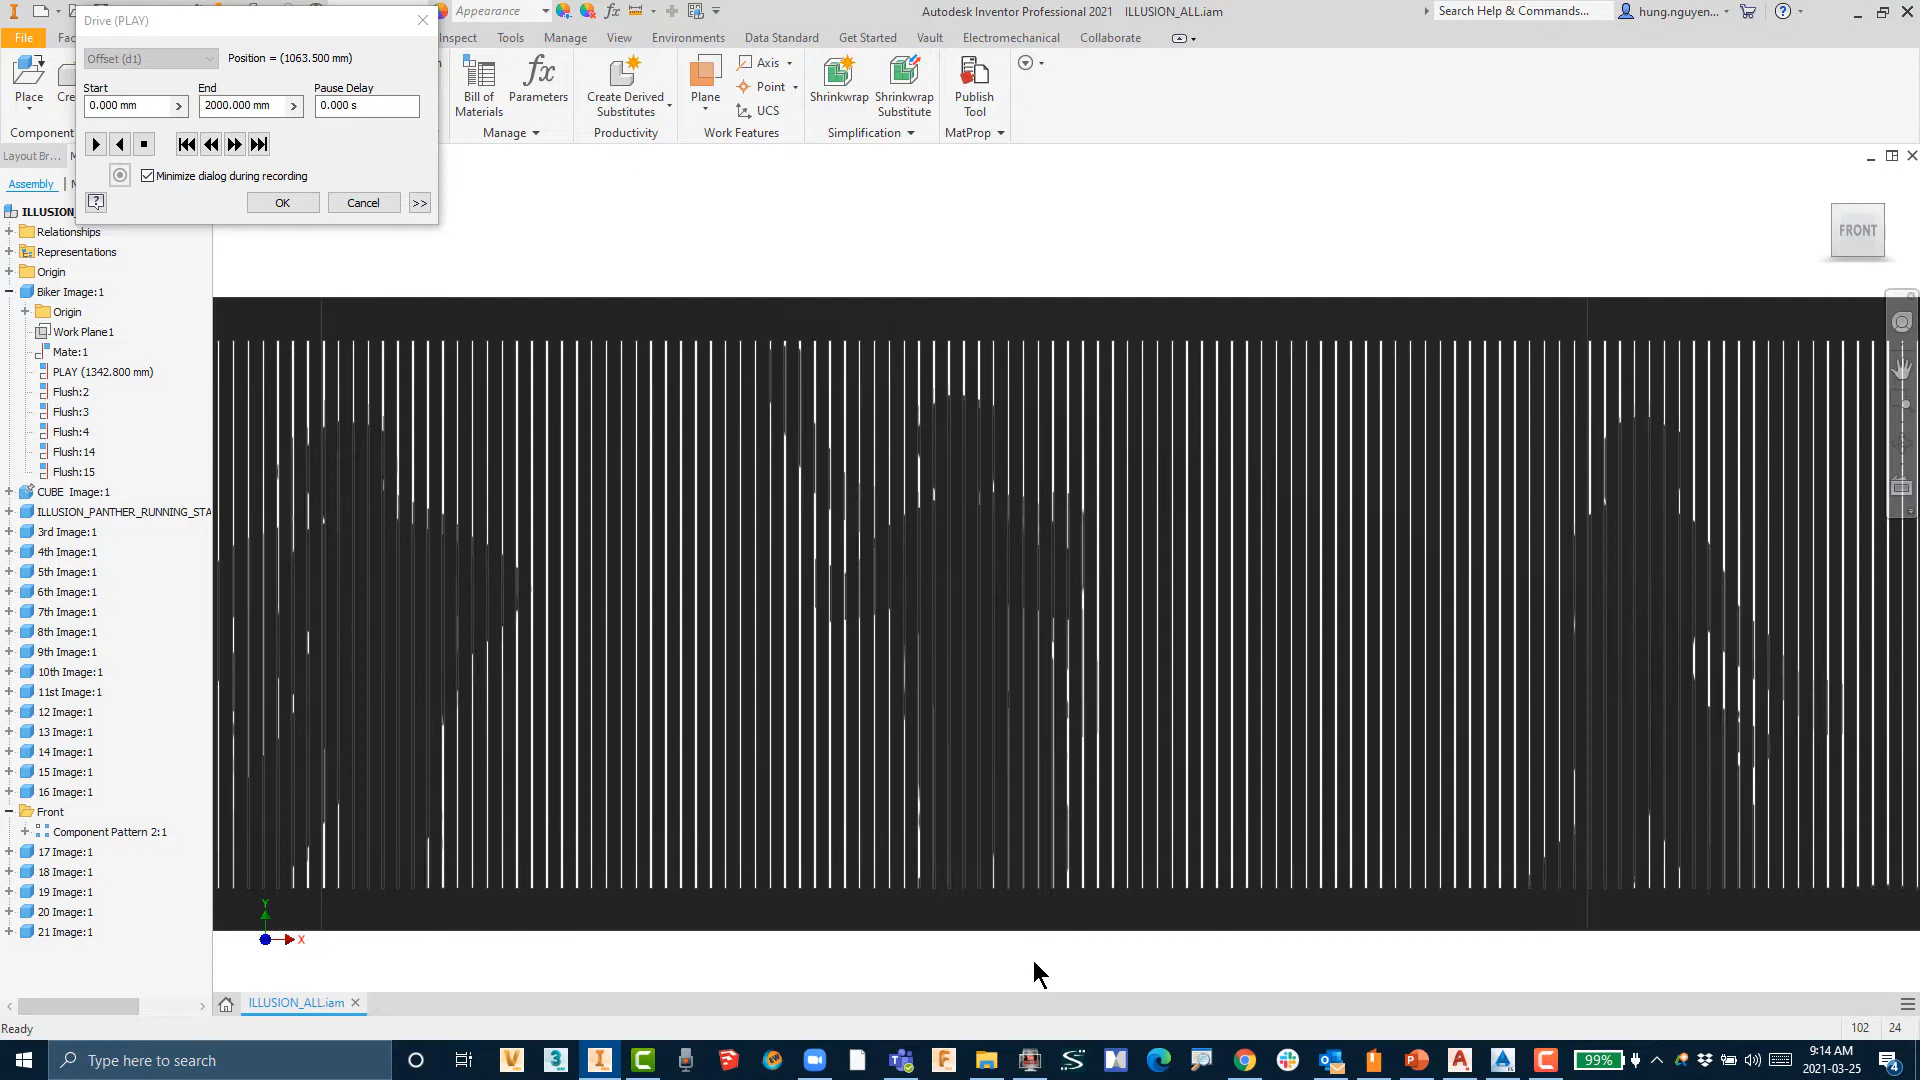 Drive (PLAY)
Appearance
Autodesk Inventor Professional 2021 ILLUSION_ALL.iam
Search Help & Commands...
hung.nguyen...
File
Inspect
Tools
Manage
View
Environments
Data Standard
Get Started
Vault
Electromechanical
Collaborate
Offset (d1)
Position = (1063.500 mm)
Start
End
Pause Delay
0.000 mm
2000.000 mm
0.000 s
Minimize dialog during recording
OK
Cancel
>>
Place
Component
Bill of Materials
Parameters
Manage
Create Derived Substitutes
Productivity
Plane
Axis
Point
UCS
Work Features
Shrinkwrap
Shrinkwrap Substitute
Simplification
Publish Tool
MatProp
Layout Br...
Assembly
ILLUSION_
Relationships
Representations
Origin
Biker Image:1
Origin
Work Plane1
Mate:1
PLAY (1342.800 mm)
Flush:2
Flush:3
Flush:4
Flush:14
Flush:15
CUBE Image:1
ILLUSION_PANTHER_RUNNING_STA
3rd Image:1
4th Image:1
5th Image:1
6th Image:1
7th Image:1
8th Image:1
9th Image:1
10th Image:1
11st Image:1
12 Image:1
13 Image:1
14 Image:1
15 Image:1
16 Image:1
Front
Component Pattern 2:1
17 Image:1
18 Image:1
19 Image:1
20 Image:1
21 Image:1
FRONT
Y
X
ILLUSION_ALL.iam
Ready
102 24
Type here to search
99%
9:14 AM
2021-03-25
4